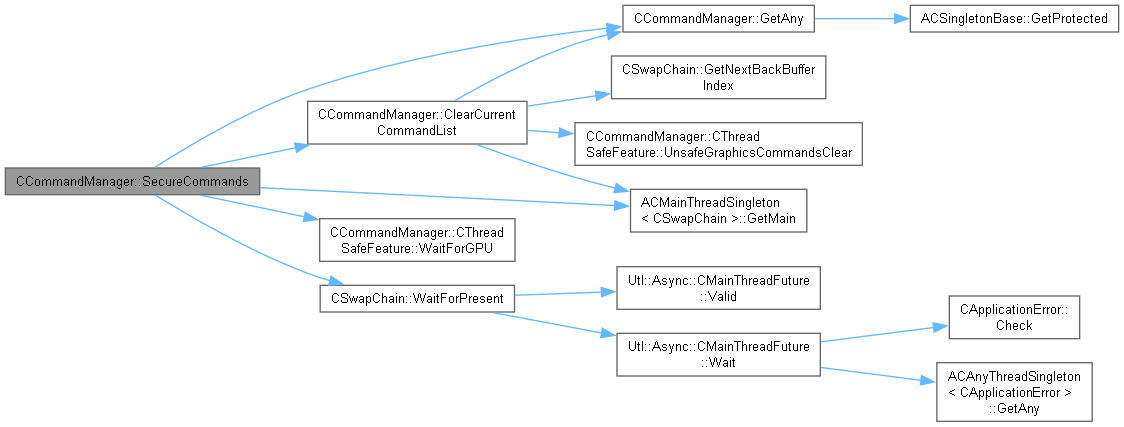 CCommandManager::GetAny
ACSingletonBase::GetProtected
CSwapChain::GetNextBackBuffer
Index
CCommandManager::ClearCurrent
CommandList
CCommandManager::CThread
SafeFeature::UnsafeGraphicsCommandsClear
CCommandManager::SecureCommands
ACMainThreadSingleton
< CSwapChain >::GetMain
CCommandManager::CThread
SafeFeature::WaitForGPU
CSwapChain::WaitForPresent
Utl::Async::CMainThreadFuture
::Valid
Utl::Async::CMainThreadFuture
::Wait
CApplicationError::
Check
ACAnyThreadSingleton
< CApplicationError >
::GetAny